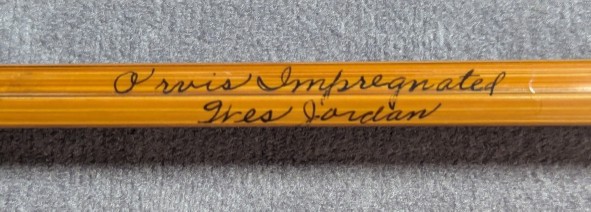 Orvis Impregnated
Wes Jordan